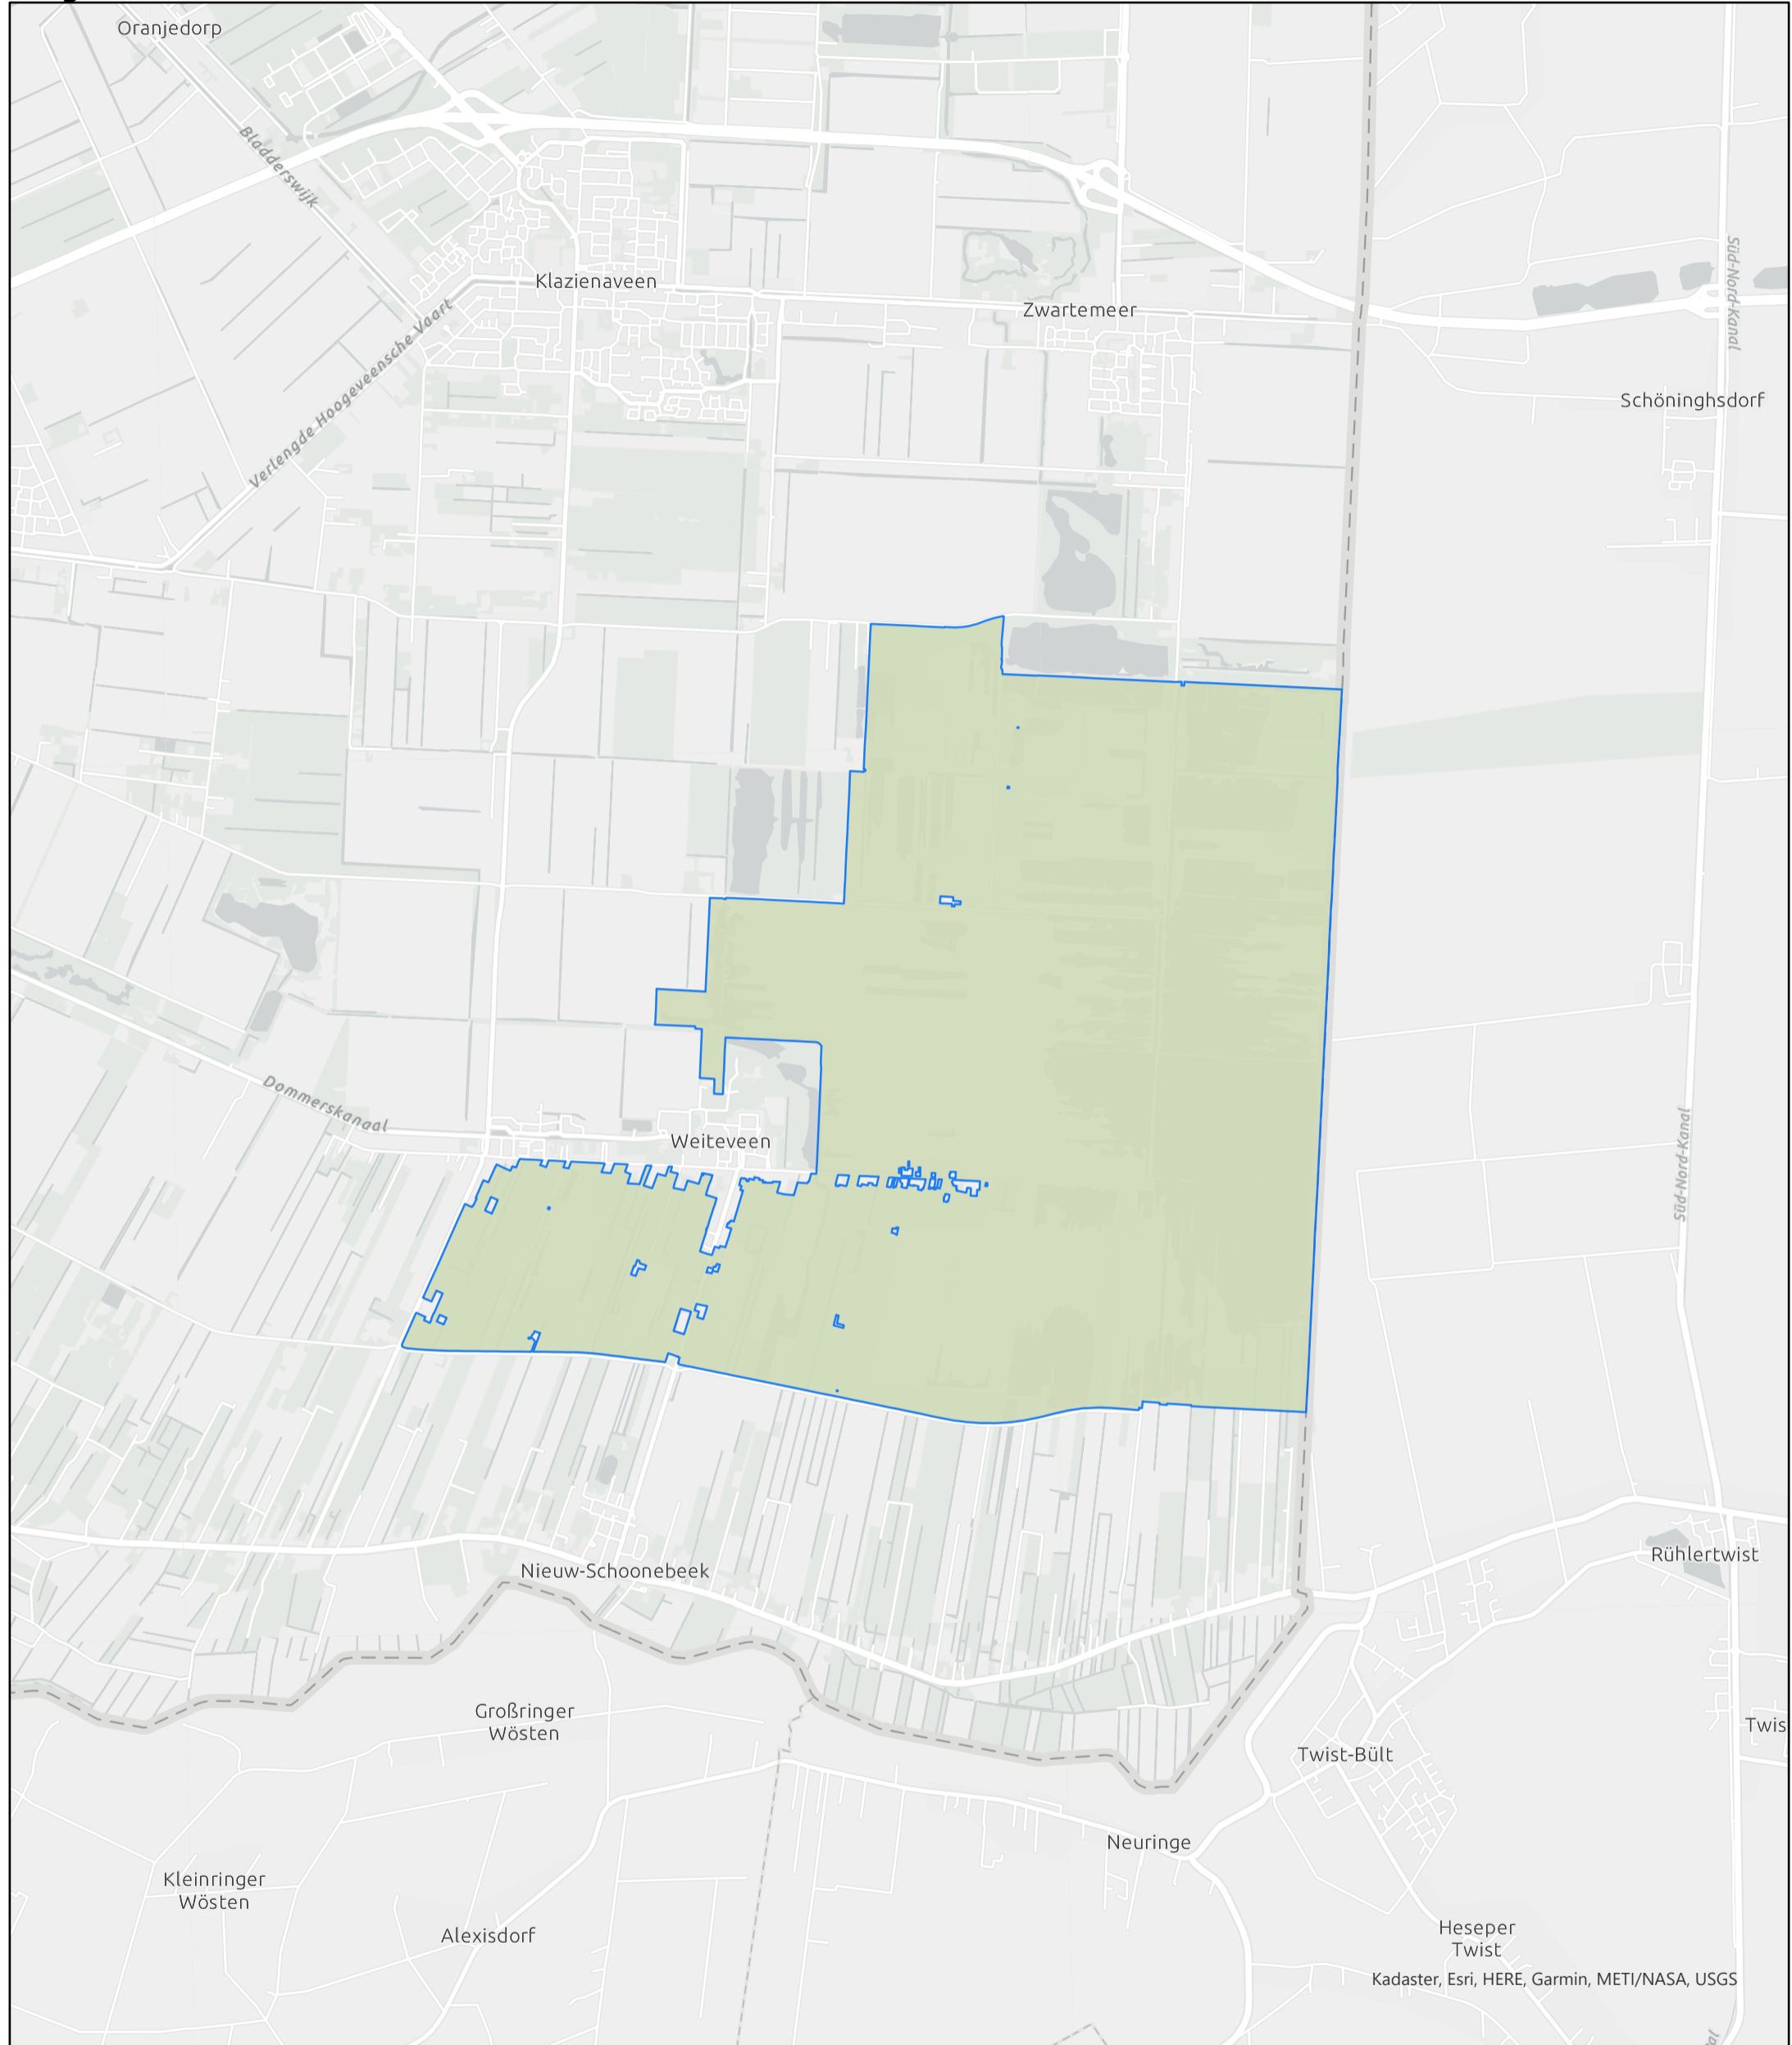 Oranjedorp
Bladderswijk
Klazienaveen
Zwartemeer
Süd-Nord-Kanal
Verlengde Hoogeveensche Vaart
Schöninghsdorf
Dommerskanaal
Weiteveen
Süd-Nord-Kanal
Nieuw-Schoonebeek
Rühlertwist
Großringer
Wösten
Twis
Twist-Bült
Neuringe
Kleinringer
Wösten
Alexisdorf
Heseper
Twist
Kadaster, Esri, HERE, Garmin, METI/NASA, USGS